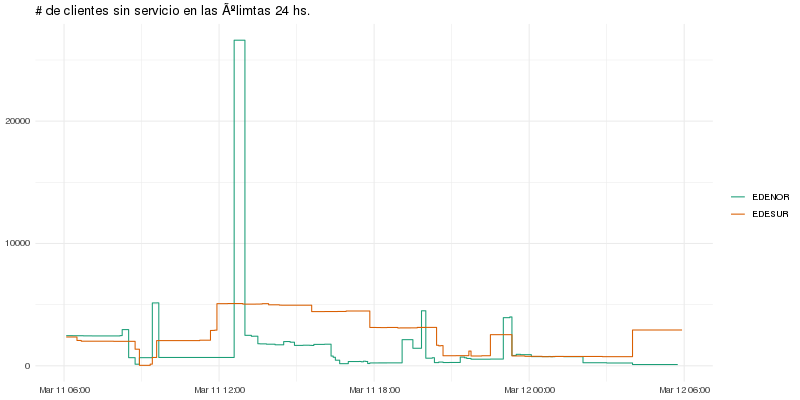 # de clientes sin servicio en las Ãºlimtas 24 hs.
20000
10000
0
Mar 11 06:00
Mar 11 12:00
Mar 11 18:00
Mar 12 00:00
Mar 12 06:00
EDENOR
EDESUR